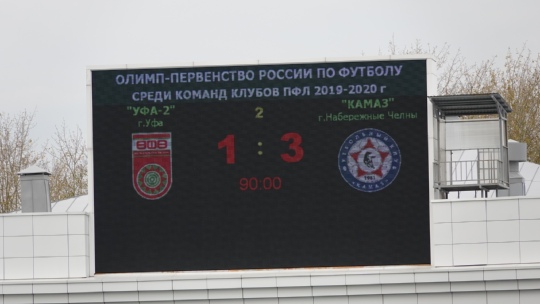 ОЛИМП-ПЕРВЕНСТВО РОССИИ ПО ФУТБОЛУ
СРЕДИ КОМАНД КЛУБОВ ПФЛ 2019-2020 г
"УФА-2" 2 "КАМАЗ"
г.Уфа г.Набережные Челны
1 : 3
90:00